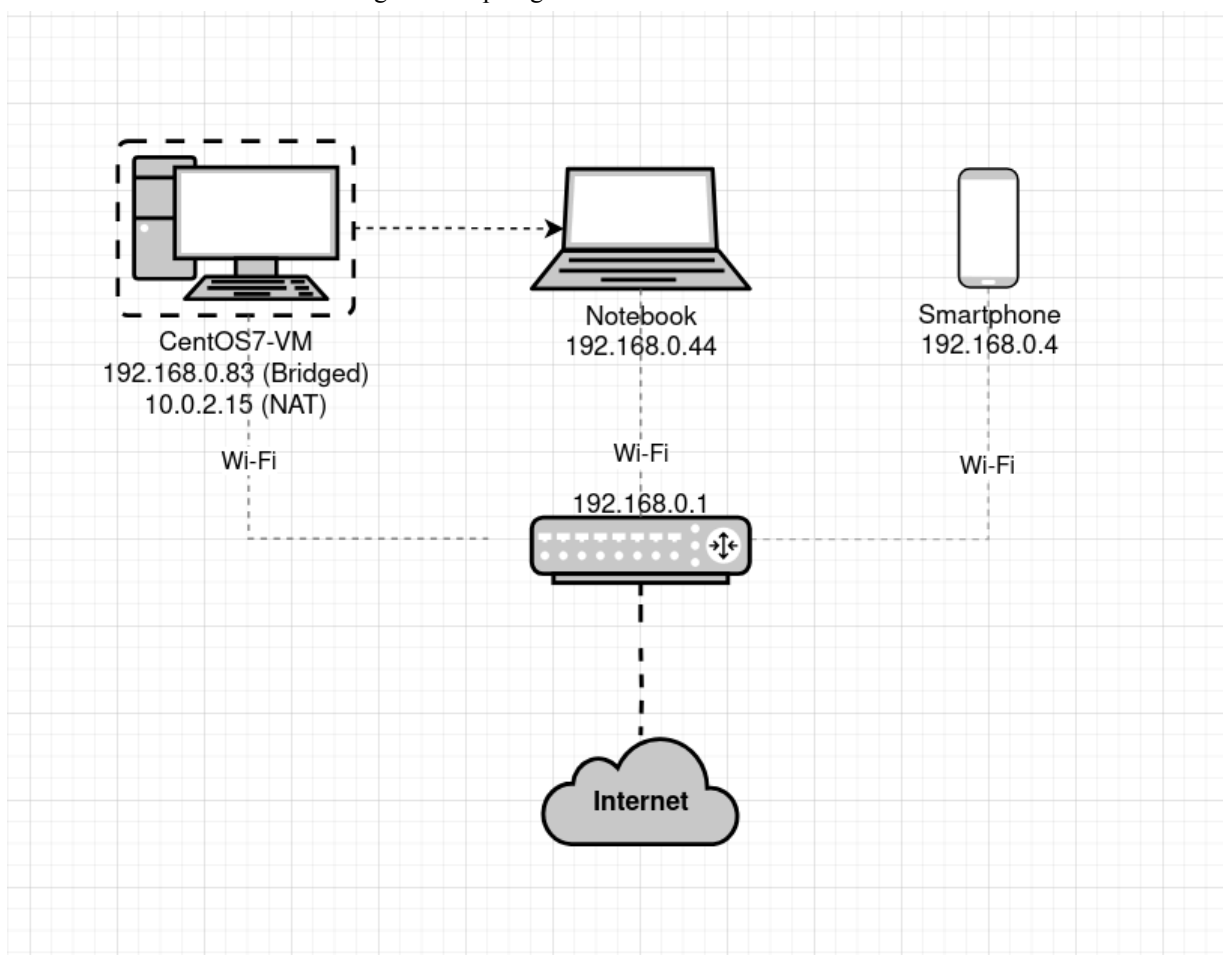 CentOS7-VM
192.168.0.83 (Bridged)
10.0.2.15 (NAT)
Wi-Fi
Notebook
192.168.0.44
Wi-Fi
Smartphone
192.168.0.4
Wi-Fi
192.168.0.1
Internet